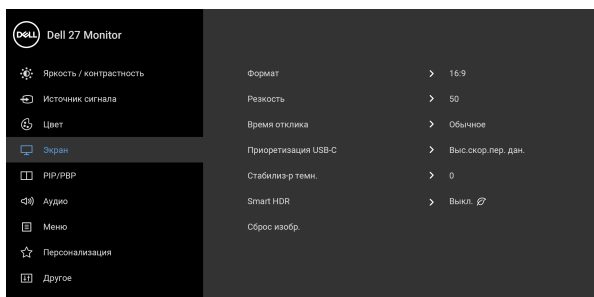 DELL Dell 27 Monitor
Яркость / контрастность
Формат 16:9
Источник сигнала
Резкость 50
Цвет
Время отклика Обычное
Экран
Приоретизация USB-C Выс.скор.пер. дан.
PIP/PBP
Стабилиз-р темн. 0
Аудио
Smart HDR Выкл.
Меню
Сброс изобр.
Персонализация
Другое